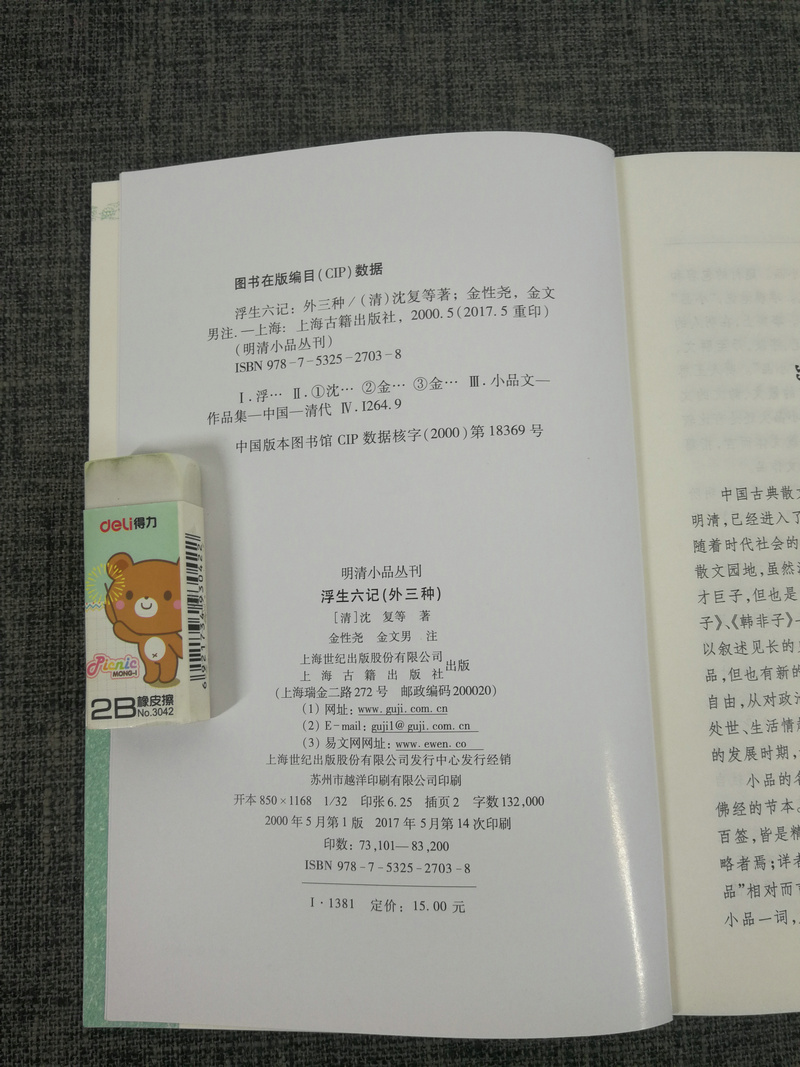 图书在版编目(CIP)数据
浮生六记：外三种/(清)沈复等著；金性尧，金文
男注.—上海：上海古籍出版社，2000.5(2017.5重印)
(明清小品丛刊)
ISBN 978-7-5325-2703-8
Ⅰ.浮… Ⅱ.①沈… ②金… ③金… Ⅲ.小品文—
作品集—中国—清代 Ⅳ.I264.9
中国版本图书馆CIP数据核字(2000)第18369号
明清小品丛刊
浮生六记(外三种)
[清]沈 复等 著
金性尧 金文男 注
上海世纪出版股份有限公司
上海古籍出版社
出版
(上海瑞金二路272号 邮政编码200020)
(1) 网址：www.guji.com.cn
(2) E-mail：guji1@guji.com.cn
(3) 易文网网址：www.ewen.co
上海世纪出版股份有限公司发行中心发行经销
苏州市越洋印刷有限公司印刷
开本850×1168 1/32 印张6.25 插页2 字数132,000
2000年5月第1版 2017年5月第14次印刷
印数：73,101—83,200
ISBN 978-7-5325-2703-8
I·1381 定价：15.00元
deli得力
Picnic
MONG-I
2B橡皮擦
No.3042
6921734930422
中国古典散文
明清，已经进入了
随着时代社会的
散文园地，虽然
才巨子，但也是
子》、《韩非子》
以叙述见长的
品，但也有新的
自由，从对政治
处世、生活情
的发展时期，
小品的名
佛经的节本。
百签，皆是精
略者焉；详者
品”相对而言
小品一词，